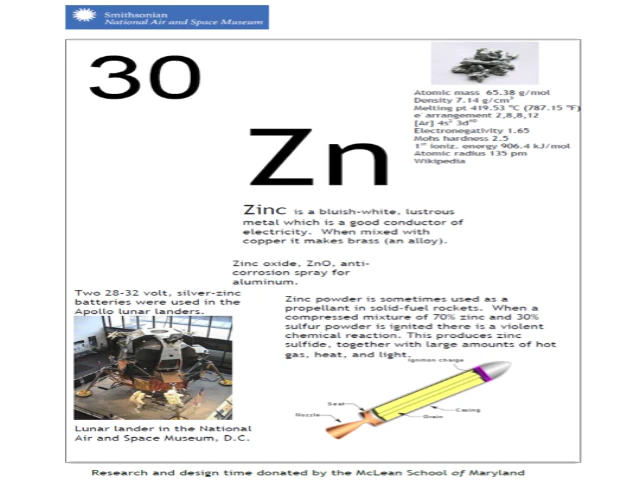 Smithsonian
National Air and Space Museum
30
Zn
Atomic mass 65.38 g/mol
Density 7.14 g/cm³
Melting pt 419.53 °C (787.15 °F)
e⁻ arrangement 2,8,8,12
[Ar] 4s² 3d¹⁰
Electronegativity 1.65
Mohs hardness 2.5
1ˢᵗ ioniz. energy 906.4 kJ/mol
Atomic radius 135 pm
Wikipedia
Zinc is a bluish-white, lustrous
metal which is a good conductor of
electricity. When mixed with
copper it makes brass (an alloy).
Zinc oxide, ZnO, anti-
corrosion spray for
aluminum.
Two 28-32 volt, silver-zinc
batteries were used in the
Apollo lunar landers.
Zinc powder is sometimes used as a
propellant in solid-fuel rockets. When a
compressed mixture of 70% zinc and 30%
sulfur powder is ignited there is a violent
chemical reaction. This produces zinc
sulfide, together with large amounts of hot
gas, heat, and light.
Ignition charge
Seal
Casing
Nozzle
Grain
Lunar lander in the National
Air and Space Museum, D.C.
Research and design time donated by the McLean School of Maryland